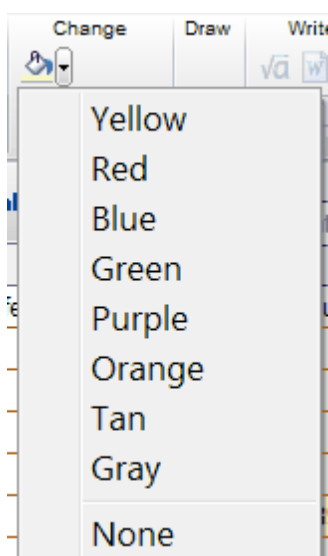 Change Draw Write
√ā W
Yellow
Red
Blue
Green
Purple
Orange
Tan
Gray
None